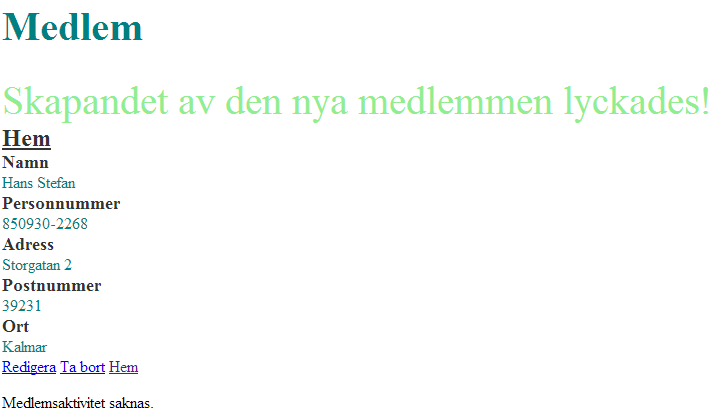 Medlem
Skapandet av den nya medlemmen lyckades!
Hem
Namn
Hans Stefan
Personnummer
850930-2268
Adress
Storgatan 2
Postnummer
39231
Ort
Kalmar
Redigera Ta bort Hem
Medlemsaktivitet saknas.